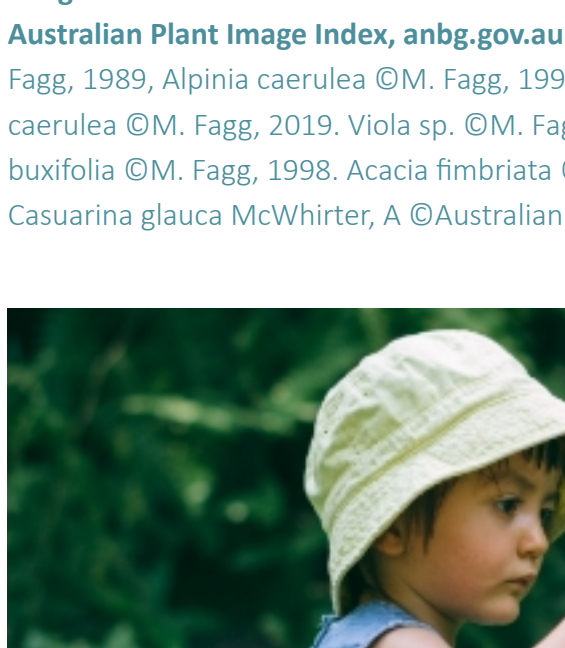 Australian Plant Image Index, anbg.gov.au
Fagg, 1989, Alpinia caerulea ©M. Fagg, 199
caerulea ©M. Fagg, 2019. Viola sp. ©M. Fag
buxifolia ©M. Fagg, 1998. Acacia fimbriata
Casuarina glauca McWhirter, A ©Australian